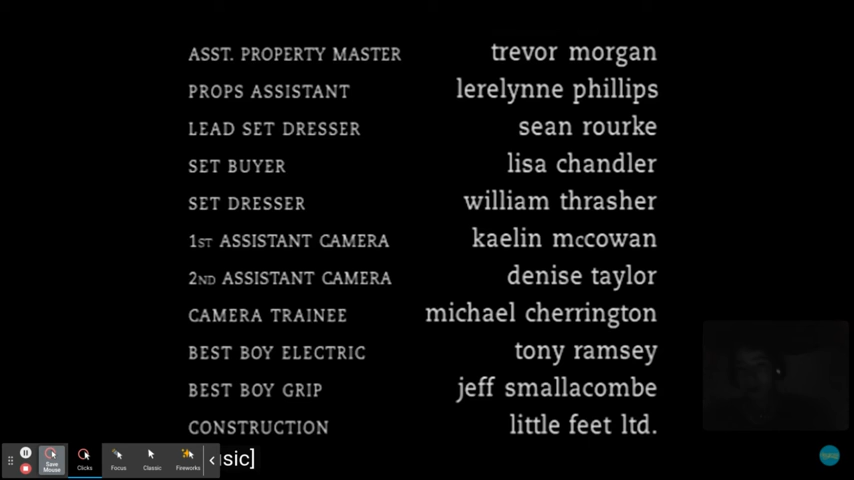 ASST. PROPERTY MASTER trevor morgan
PROPS ASSISTANT lerelynne phillips
LEAD SET DRESSER sean rourke
SET BUYER lisa chandler
SET DRESSER william thrasher
1ST ASSISTANT CAMERA kaelin mccowan
2ND ASSISTANT CAMERA denise taylor
CAMERA TRAINEE michael cherrington
BEST BOY ELECTRIC tony ramsey
BEST BOY GRIP jeff smallacombe
CONSTRUCTION little feet ltd.
usic]
Save Mouse Clicks Focus Classic Fireworks